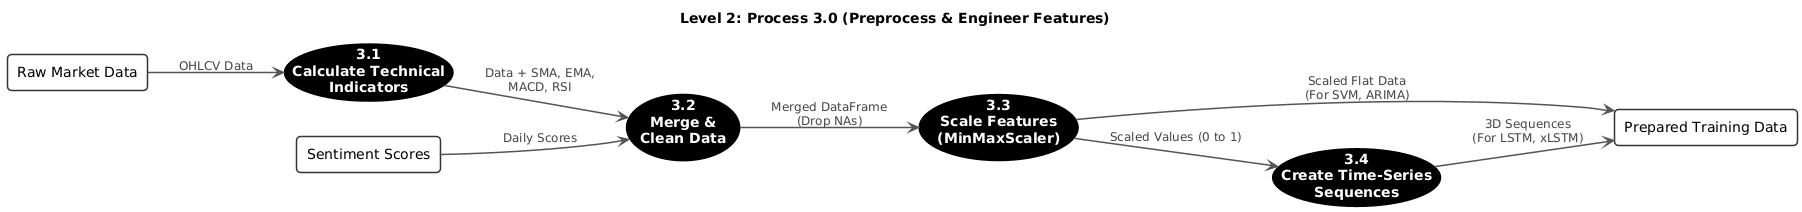 Level 2: Process 3.0 (Preprocess & Engineer Features)
Raw Market Data
OHLCV Data
3.1
Calculate Technical
Indicators
Data + SMA, EMA,
MACD, RSI
Sentiment Scores
Daily Scores
3.2
Merge &
Clean Data
Merged DataFrame
(Drop NAs)
3.3
Scale Features
(MinMaxScaler)
Scaled Flat Data
(For SVM, ARIMA)
Scaled Values (0 to 1)
3.4
Create Time-Series
Sequences
3D Sequences
(For LSTM, xLSTM)
Prepared Training Data